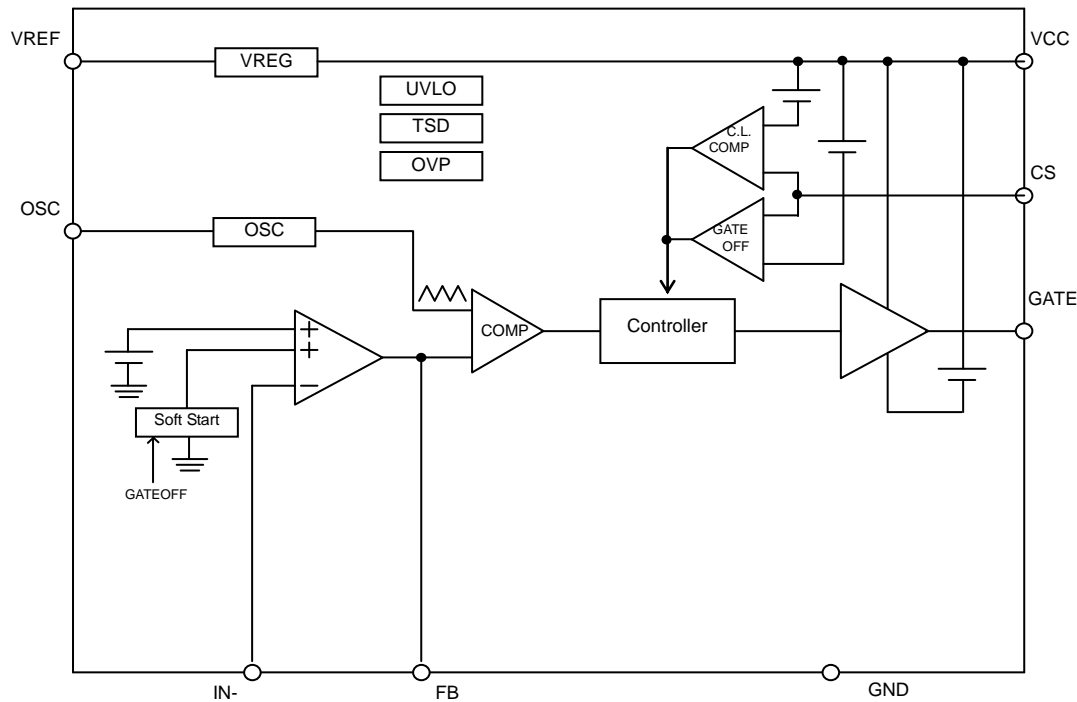 VREF
VCC
VREG
UVLO
TSD
OVP
C.L.
COMP
CS
OSC
OSC
GATE
OFF
GATE
COMP
Controller
Soft Start
GATEOFF
IN-
FB
GND